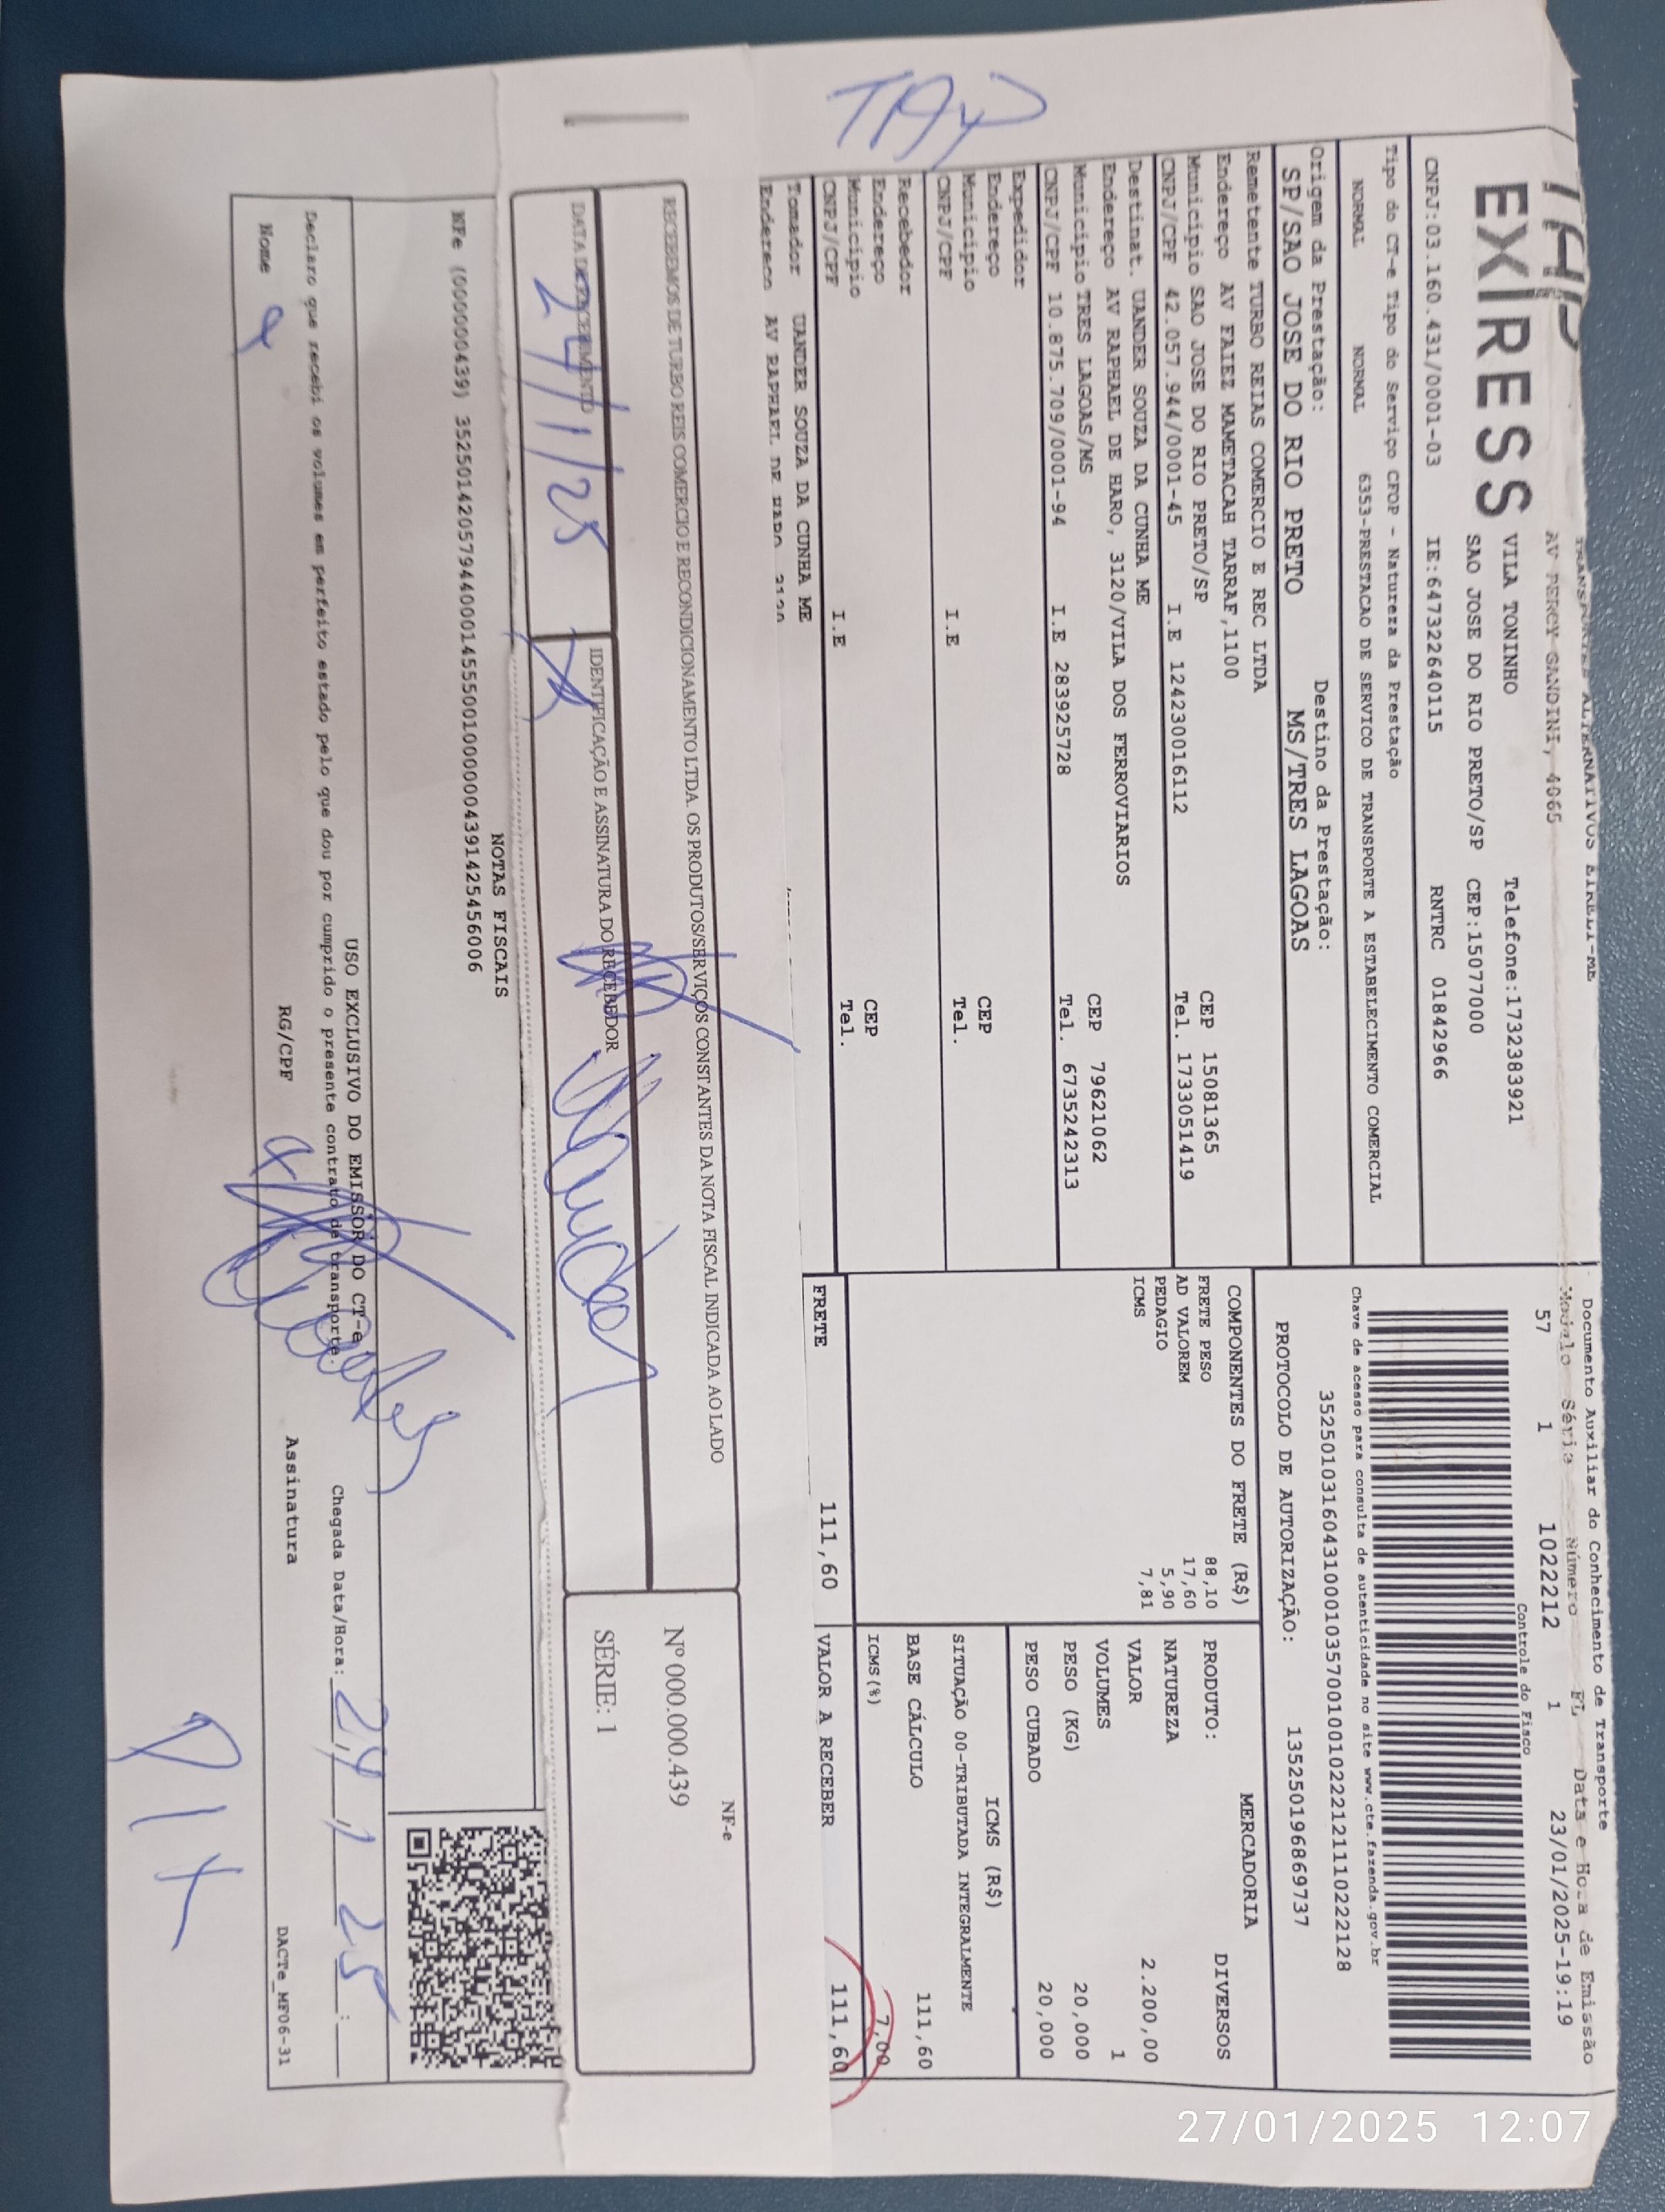 TAP
EXPRESS
TRANSPORTES ALTERNATIVOS EIRELI-ME
AV PERCY GANDINI, 4065
VILA TONINHO Telefone:1732383921
SAO JOSE DO RIO PRETO/SP CEP:15077000
CNPJ:03.160.431/0001-03 IE:647322640115 RNTRC 01842966
Tipo do CT-e Tipo do Serviço CFOP - Natureza da Prestação
NORMAL NORMAL 6353-PRESTACAO DE SERVICO DE TRANSPORTE A ESTABELECIMENTO COMERCIAL
Origem da Prestação: Destino da Prestação:
SP/SAO JOSE DO RIO PRETO MS/TRES LAGOAS
Documento Auxiliar do Conhecimento de Transporte
Modelo Série Número FL Data e Hora de Emissão
57 1 1022212 1 23/01/2025-19:19
Controle do Fisco
Chave de acesso para consulta de autenticidade no site www.cte.fazenda.gov.br
35250103160431000103570010010222121110222128
PROTOCOLO DE AUTORIZAÇÃO: 135250196869737
Remetente TURBO REIAS COMERCIO E REC LTDA
Endereço AV FAIEZ MAMETACAH TARRAF,1100
Município SAO JOSE DO RIO PRETO/SP CEP 15081365
CNPJ/CPF 42.057.944/0001-45 I.E 124230016112 Tel. 1733051419
Destinat. UANDER SOUZA DA CUNHA ME
Endereço AV RAPHAEL DE HARO, 3120/VILA DOS FERROVIARIOS
Município TRES LAGOAS/MS CEP 79621062
CNPJ/CPF 10.875.709/0001-94 I.E 283925728 Tel. 6735242313
Expedidor
Endereço
Município CEP
CNPJ/CPF I.E Tel.
Recebedor
Endereço
Município CEP
CNPJ/CPF I.E Tel.
Tomador UANDER SOUZA DA CUNHA ME
Endereço AV RAPHAEL DE HARO 3120
COMPONENTES DO FRETE (R$)
FRETE PESO 88,10
AD VALOREM 17,60
PEDAGIO 5,90
ICMS 7,81
FRETE 111,60
MERCADORIA
PRODUTO: DIVERSOS
NATUREZA
VALOR 2.200,00
VOLUMES 1
PESO (KG) 20,000
PESO CUBADO 20,000
ICMS (R$)
SITUAÇÃO 00-TRIBUTADA INTEGRALMENTE
BASE CÁLCULO 111,60
ICMS(%) 7,00
VALOR A RECEBER 111,60
TAP
RECEBEMOS DE TURBO REIS COMERCIO E RECONDICIONAMENTO LTDA. OS PRODUTOS/SERVIÇOS CONSTANTES DA NOTA FISCAL INDICADA AO LADO
DATA DE RECEBIMENTO IDENTIFICAÇÃO E ASSINATURA DO RECEBEDOR
24/1/25
NF-e
Nº 000.000.439
SÉRIE: 1
NOTAS FISCAIS
NFe (000000439) 35250142057944000145550010000004391425456006
USO EXCLUSIVO DO EMISSOR DO CT-e
Declaro que recebi os volumes em perfeito estado pelo que dou por cumprido o presente contrato de transporte.
Chegada Data/Hora: 24 1 25 :
Nome RG/CPF Assinatura
DACTe_MF06-31
27/01/2025 12:07